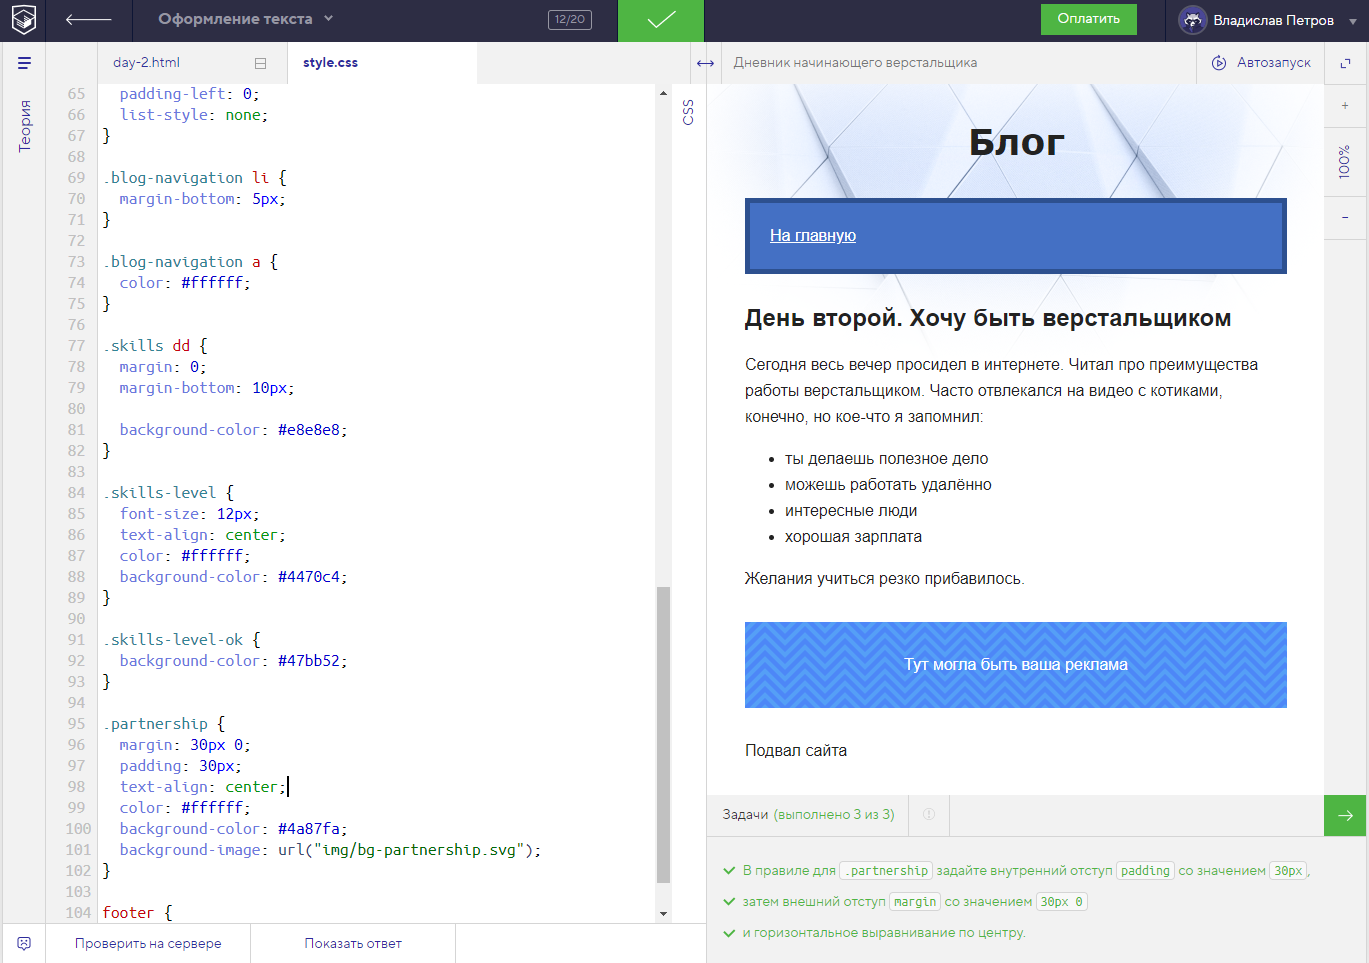 Оформление текста
12/20
Оплатить
Владислав Петров
day-2.html
style.css
Дневник начинающего верстальщика
Автозапуск
Теория
CSS
+
100%
−
65 padding-left: 0;
66 list-style: none;
67 }
68
69 .blog-navigation li {
70 margin-bottom: 5px;
71 }
72
73 .blog-navigation a {
74 color: #ffffff;
75 }
76
77 .skills dd {
78 margin: 0;
79 margin-bottom: 10px;
80
81 background-color: #e8e8e8;
82 }
83
84 .skills-level {
85 font-size: 12px;
86 text-align: center;
87 color: #ffffff;
88 background-color: #4470c4;
89 }
90
91 .skills-level-ok {
92 background-color: #47bb52;
93 }
94
95 .partnership {
96 margin: 30px 0;
97 padding: 30px;
98 text-align: center;
99 color: #ffffff;
100 background-color: #4a87fa;
101 background-image: url("img/bg-partnership.svg");
102 }
103
104 footer {
Проверить на сервере
Показать ответ
Блог
На главную
День второй. Хочу быть верстальщиком
Сегодня весь вечер просидел в интернете. Читал про преимущества
работы верстальщиком. Часто отвлекался на видео с котиками,
конечно, но кое-что я запомнил:
• ты делаешь полезное дело
• можешь работать удалённо
• интересные люди
• хорошая зарплата
Желания учиться резко прибавилось.
Тут могла быть ваша реклама
Подвал сайта
Задачи (выполнено 3 из 3)
В правиле для .partnership задайте внутренний отступ padding со значением 30px,
затем внешний отступ margin со значением 30px 0
и горизонтальное выравнивание по центру.